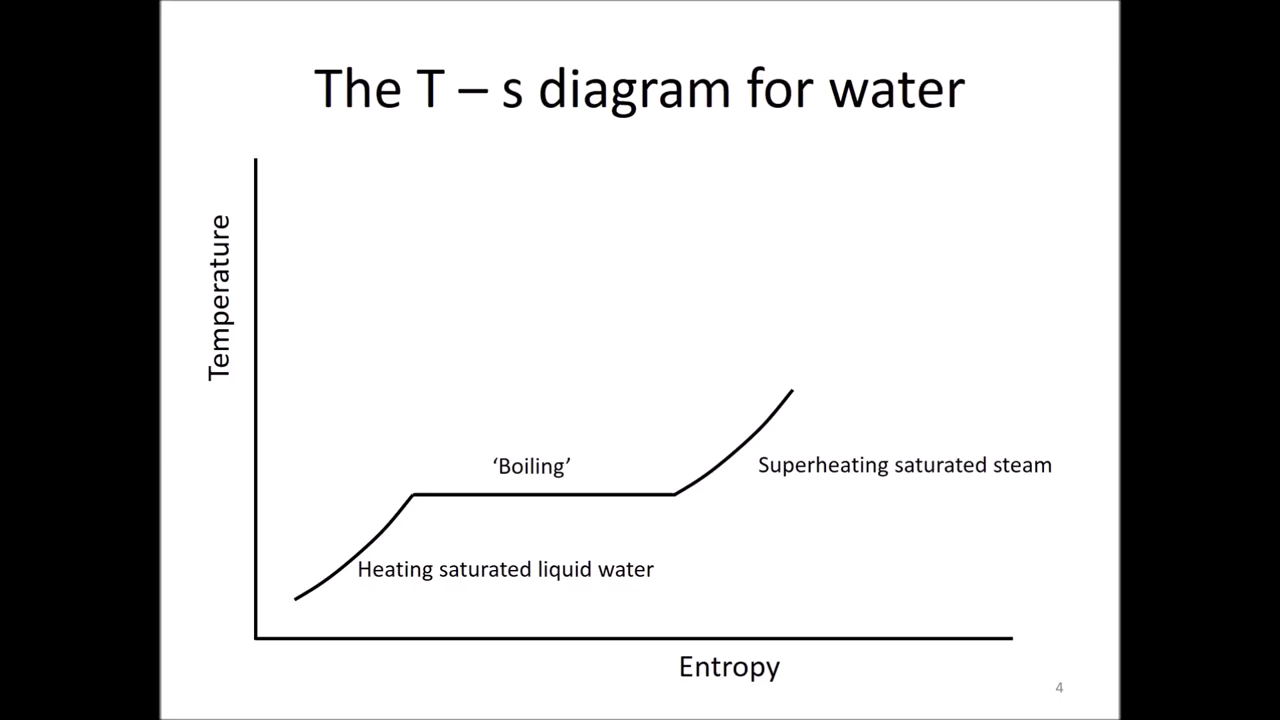 The T – s diagram for water
Temperature
‘Boiling’
Superheating saturated steam
Heating saturated liquid water
Entropy
4